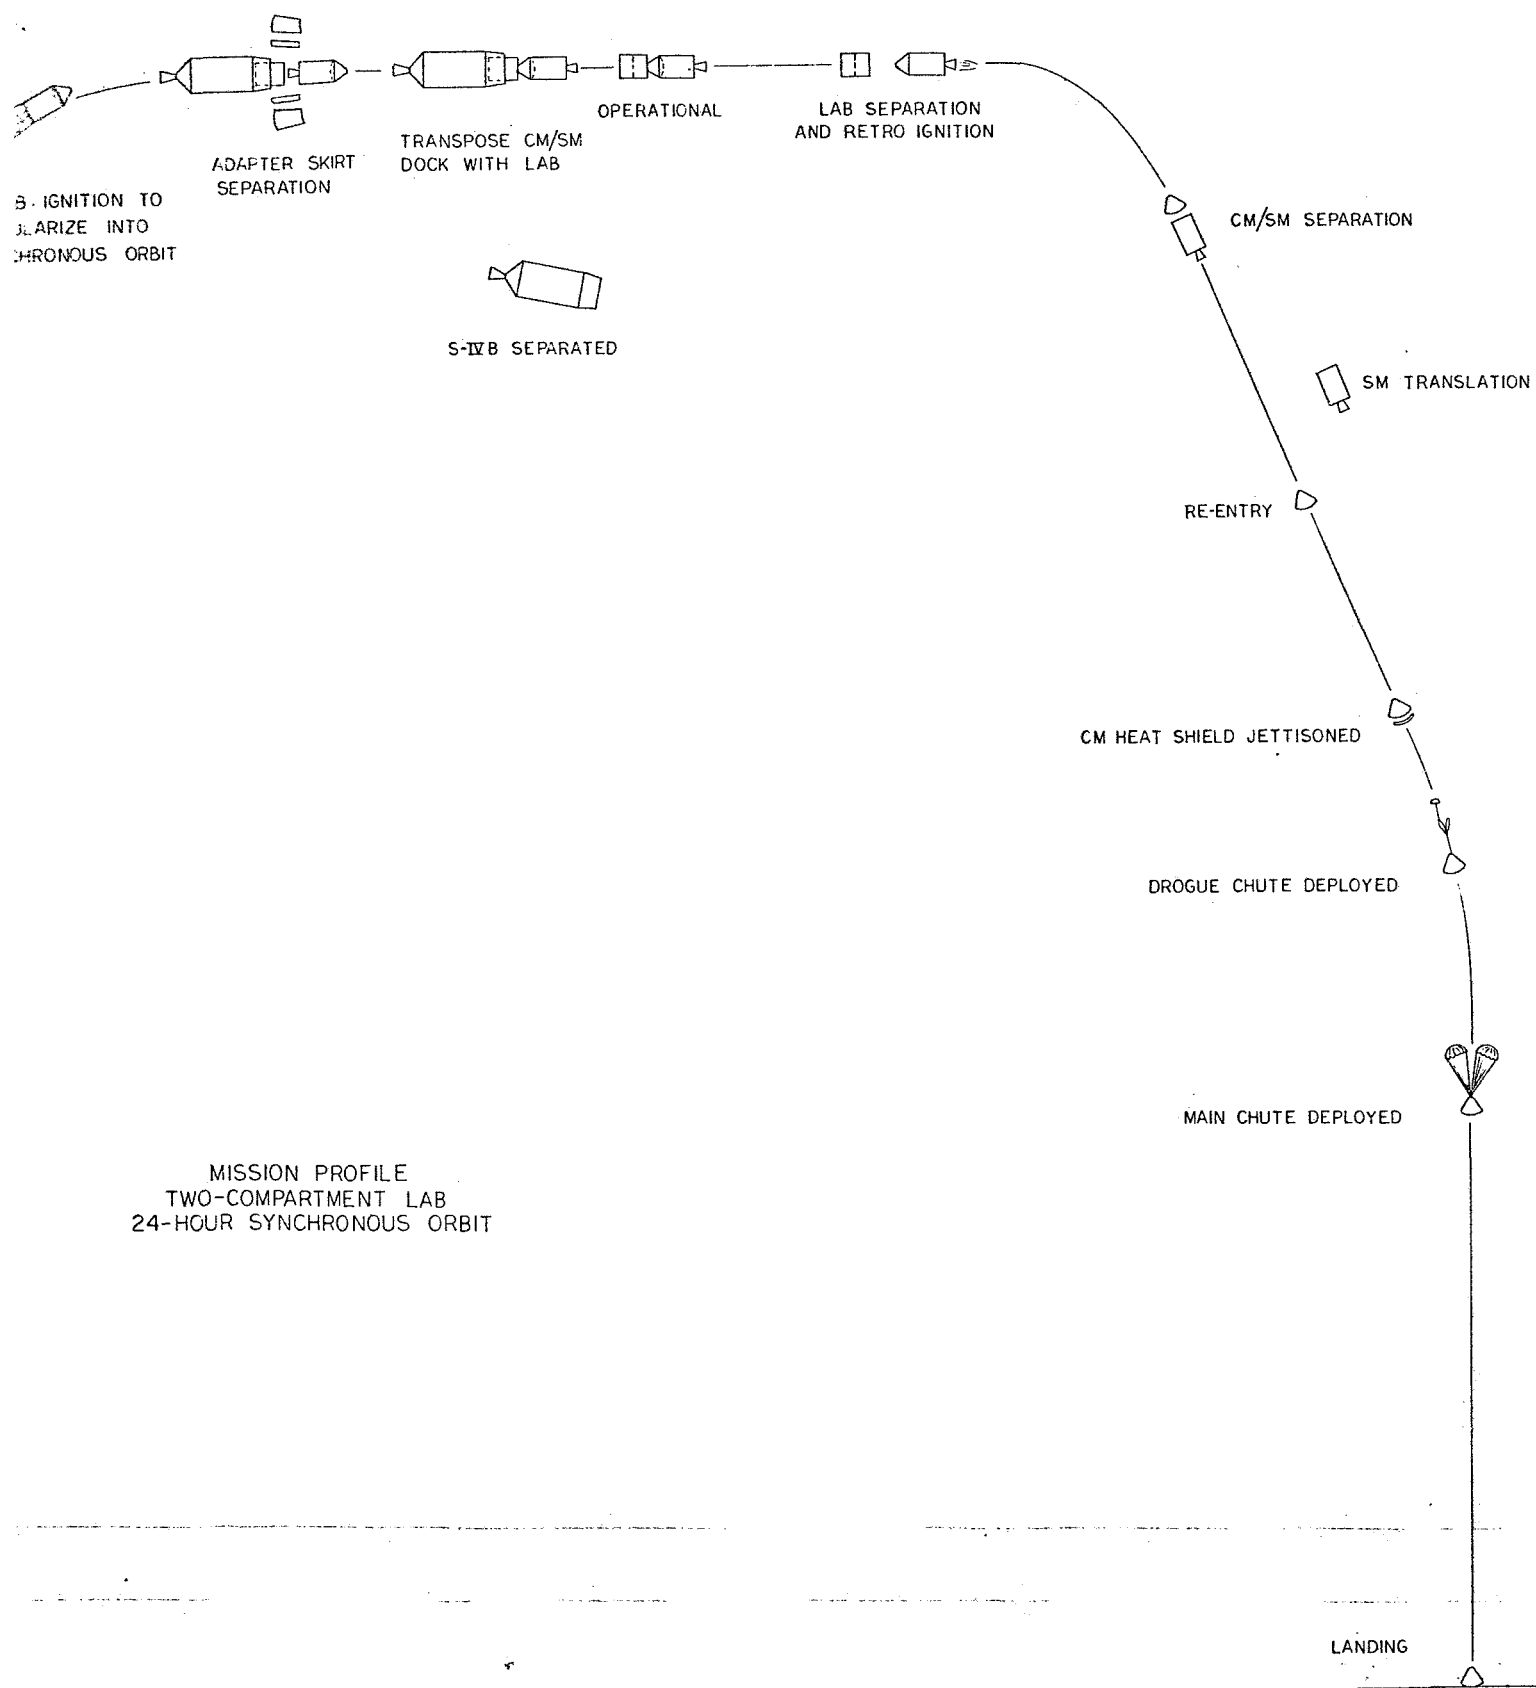 IGNITION TO
INTO
ORBIT
ADAPTER SKIRT
SEPARATION
TRANSPOSE CM/SM
DOCK WITH LAB
OPERATIONAL
LAB SEPARATION
AND RETRO IGNITION
CM/SM SEPARATION
S-IVB SEPARATED
SM TRANSLATION
RE-ENTRY
CM HEAT SHIELD JETTISONED
DROGUE CHUTE DEPLOYED
MAIN CHUTE DEPLOYED
MISSION PROFILE
TWO-COMPARTMENT LAB
24-HOUR SYNCHRONOUS ORBIT
LANDING